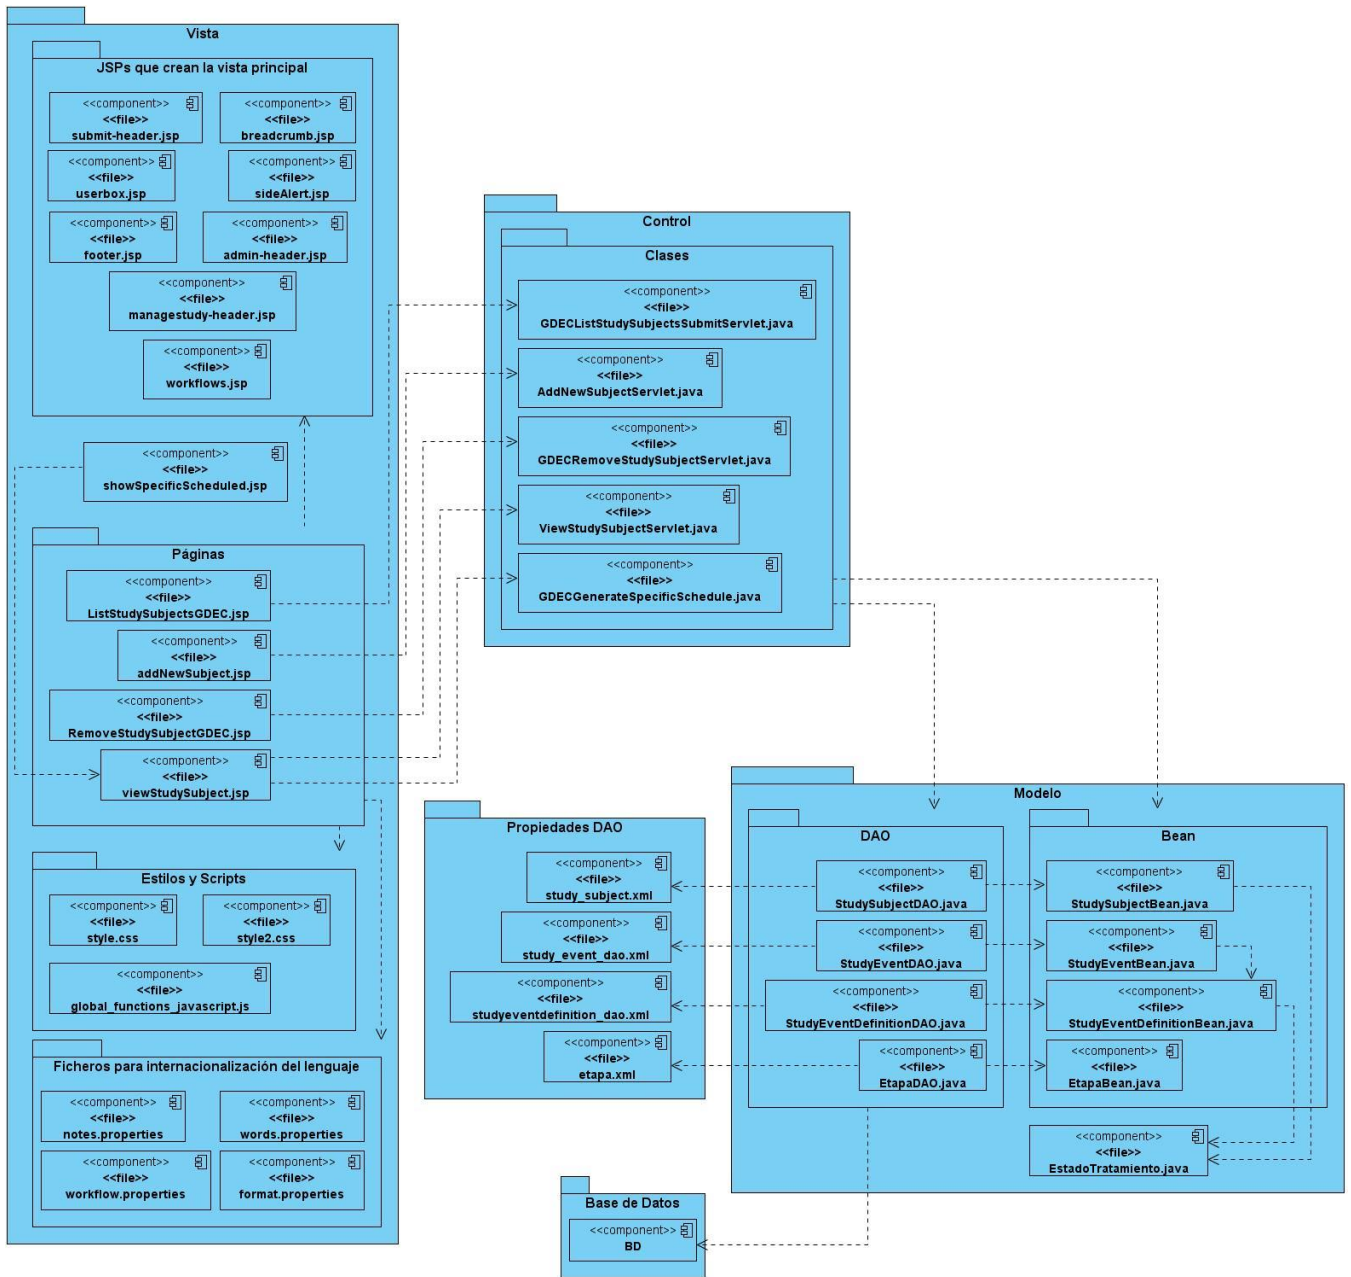 Vista
JSPs que crean la vista principal
<<component>>
<<file>>
submit-header.jsp
<<component>>
<<file>>
breadcrumb.jsp
<<component>>
<<file>>
userbox.jsp
<<component>>
<<file>>
sideAlert.jsp
<<component>>
<<file>>
footer.jsp
<<component>>
<<file>>
admin-header.jsp
<<component>>
<<file>>
managestudy-header.jsp
<<component>>
<<file>>
workflows.jsp
<<component>>
<<file>>
showSpecificScheduled.jsp
Páginas
<<component>>
<<file>>
ListStudySubjectsGDEC.jsp
<<component>>
<<file>>
addNewSubject.jsp
<<component>>
<<file>>
RemoveStudySubjectGDEC.jsp
<<component>>
<<file>>
viewStudySubject.jsp
Estilos y Scripts
<<component>>
<<file>>
style.css
<<component>>
<<file>>
style2.css
<<component>>
<<file>>
global_functions_javascript.js
Ficheros para internacionalización del lenguaje
<<component>>
<<file>>
notes.properties
<<component>>
<<file>>
words.properties
<<component>>
<<file>>
workflow.properties
<<component>>
<<file>>
format.properties
Control
Clases
<<component>>
<<file>>
GDECListStudySubjectsSubmitServlet.java
<<component>>
<<file>>
AddNewSubjectServlet.java
<<component>>
<<file>>
GDECRemoveStudySubjectServlet.java
<<component>>
<<file>>
ViewStudySubjectServlet.java
<<component>>
<<file>>
GDECGenerateSpecificSchedule.java
Propiedades DAO
<<component>>
<<file>>
study_subject.xml
<<component>>
<<file>>
study_event_dao.xml
<<component>>
<<file>>
studyeventdefinition_dao.xml
<<component>>
<<file>>
etapa.xml
Modelo
DAO
<<component>>
<<file>>
StudySubjectDAO.java
<<component>>
<<file>>
StudyEventDAO.java
<<component>>
<<file>>
StudyEventDefinitionDAO.java
<<component>>
<<file>>
EtapaDAO.java
Bean
<<component>>
<<file>>
StudySubjectBean.java
<<component>>
<<file>>
StudyEventBean.java
<<component>>
<<file>>
StudyEventDefinitionBean.java
<<component>>
<<file>>
EtapaBean.java
<<component>>
<<file>>
EstadoTratamiento.java
Base de Datos
<<component>>
BD